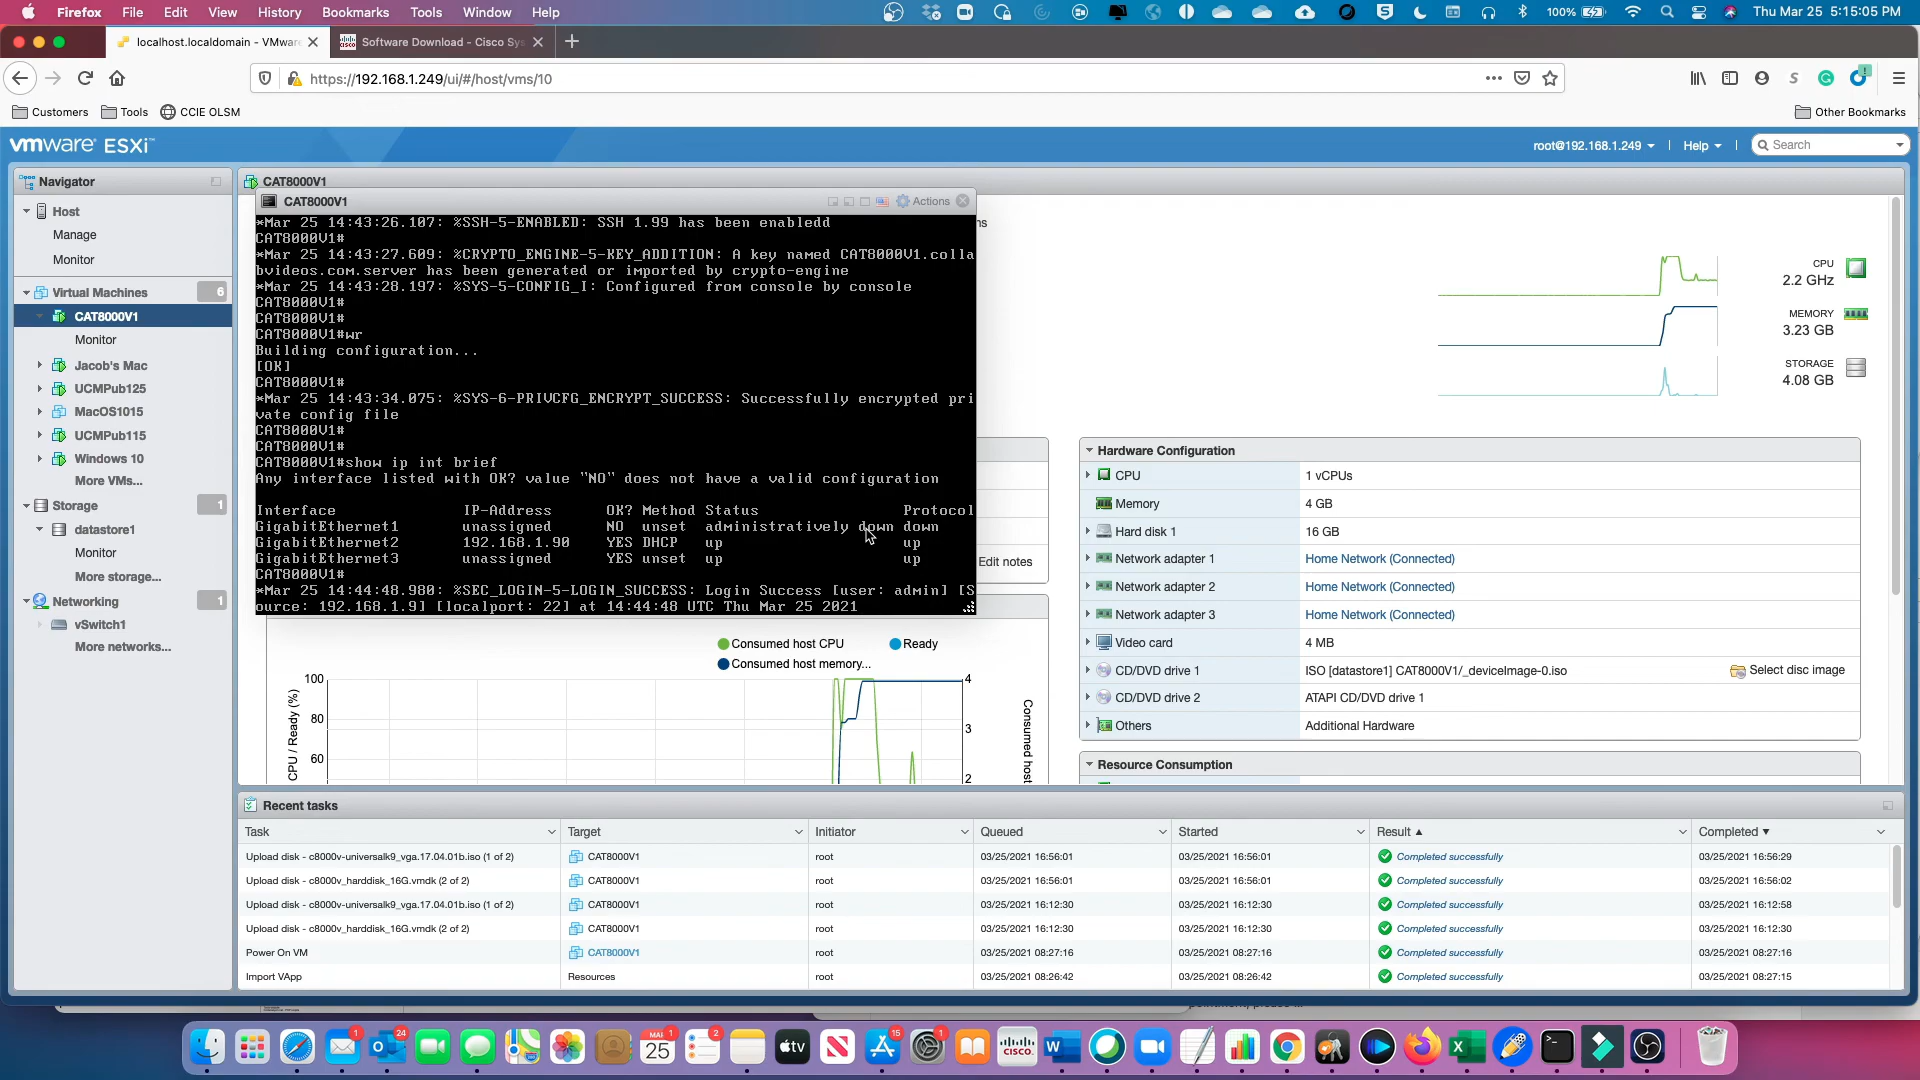 Firefox File Edit View History Bookmarks Tools Window Help
100% Thu Mar 25 5:15:05 PM
localhost.localdomain - VMware
Software Download - Cisco Sys
https://192.168.1.249/ui/#/host/vms/10
Customers Tools CCIE OLSM Other Bookmarks
vmware ESXi
root@192.168.1.249 | Help | Search
Navigator
Host
Manage
Monitor
Virtual Machines 6
CAT8000V1
Monitor
Jacob's Mac
UCMPub125
MacOS1015
UCMPub115
Windows 10
More VMs...
Storage 1
datastore1
Monitor
More storage...
Networking 1
vSwitch1
More networks...
CAT8000V1
CAT8000V1 Actions
*Mar 25 14:43:26.107: %SSH-5-ENABLED: SSH 1.99 has been enabledd
CAT8000V1#
*Mar 25 14:43:27.609: %CRYPTO_ENGINE-5-KEY_ADDITION: A key named CAT8000V1.colla
bvideos.com.server has been generated or imported by crypto-engine
*Mar 25 14:43:28.197: %SYS-5-CONFIG_I: Configured from console by console
CAT8000V1#
CAT8000V1#
CAT8000V1#wr
Building configuration...
[OK]
CAT8000V1#
*Mar 25 14:43:34.075: %SYS-6-PRIVCFG_ENCRYPT_SUCCESS: Successfully encrypted pri
vate config file
CAT8000V1#
CAT8000V1#
CAT8000V1#show ip int brief
Any interface listed with OK? value "NO" does not have a valid configuration
Interface IP-Address OK? Method Status Protocol
GigabitEthernet1 unassigned NO unset administratively down down
GigabitEthernet2 192.168.1.90 YES DHCP up up
GigabitEthernet3 unassigned YES unset up up
CAT8000V1#
*Mar 25 14:44:48.980: %SEC_LOGIN-5-LOGIN_SUCCESS: Login Success [user: admin] [S
ource: 192.168.1.9] [localport: 22] at 14:44:48 UTC Thu Mar 25 2021
ns
Edit notes
CPU
2.2 GHz
MEMORY
3.23 GB
STORAGE
4.08 GB
Hardware Configuration
CPU 1 vCPUs
Memory 4 GB
Hard disk 1 16 GB
Network adapter 1 Home Network (Connected)
Network adapter 2 Home Network (Connected)
Network adapter 3 Home Network (Connected)
Video card 4 MB
CD/DVD drive 1 ISO [datastore1] CAT8000V1/_deviceImage-0.iso Select disc image
CD/DVD drive 2 ATAPI CD/DVD drive 1
Others Additional Hardware
Resource Consumption
Consumed host CPU Ready
Consumed host memory...
CPU / Ready (%)
100
80
60
4
3
2
Consumed host
Recent tasks
Task Target Initiator Queued Started Result Completed
Upload disk - c8000v-universalk9_vga.17.04.01b.iso (1 of 2) CAT8000V1 root 03/25/2021 16:56:01 03/25/2021 16:56:01 Completed successfully 03/25/2021 16:56:29
Upload disk - c8000v_harddisk_16G.vmdk (2 of 2) CAT8000V1 root 03/25/2021 16:56:01 03/25/2021 16:56:01 Completed successfully 03/25/2021 16:56:02
Upload disk - c8000v-universalk9_vga.17.04.01b.iso (1 of 2) CAT8000V1 root 03/25/2021 16:12:30 03/25/2021 16:12:30 Completed successfully 03/25/2021 16:12:58
Upload disk - c8000v_harddisk_16G.vmdk (2 of 2) CAT8000V1 root 03/25/2021 16:12:30 03/25/2021 16:12:30 Completed successfully 03/25/2021 16:12:30
Power On VM CAT8000V1 root 03/25/2021 08:27:16 03/25/2021 08:27:16 Completed successfully 03/25/2021 08:27:16
Import VApp Resources root 03/25/2021 08:26:42 03/25/2021 08:26:42 Completed successfully 03/25/2021 08:27:15
1 24 MAR 25 1 2 tv 15 1 CISCO W X